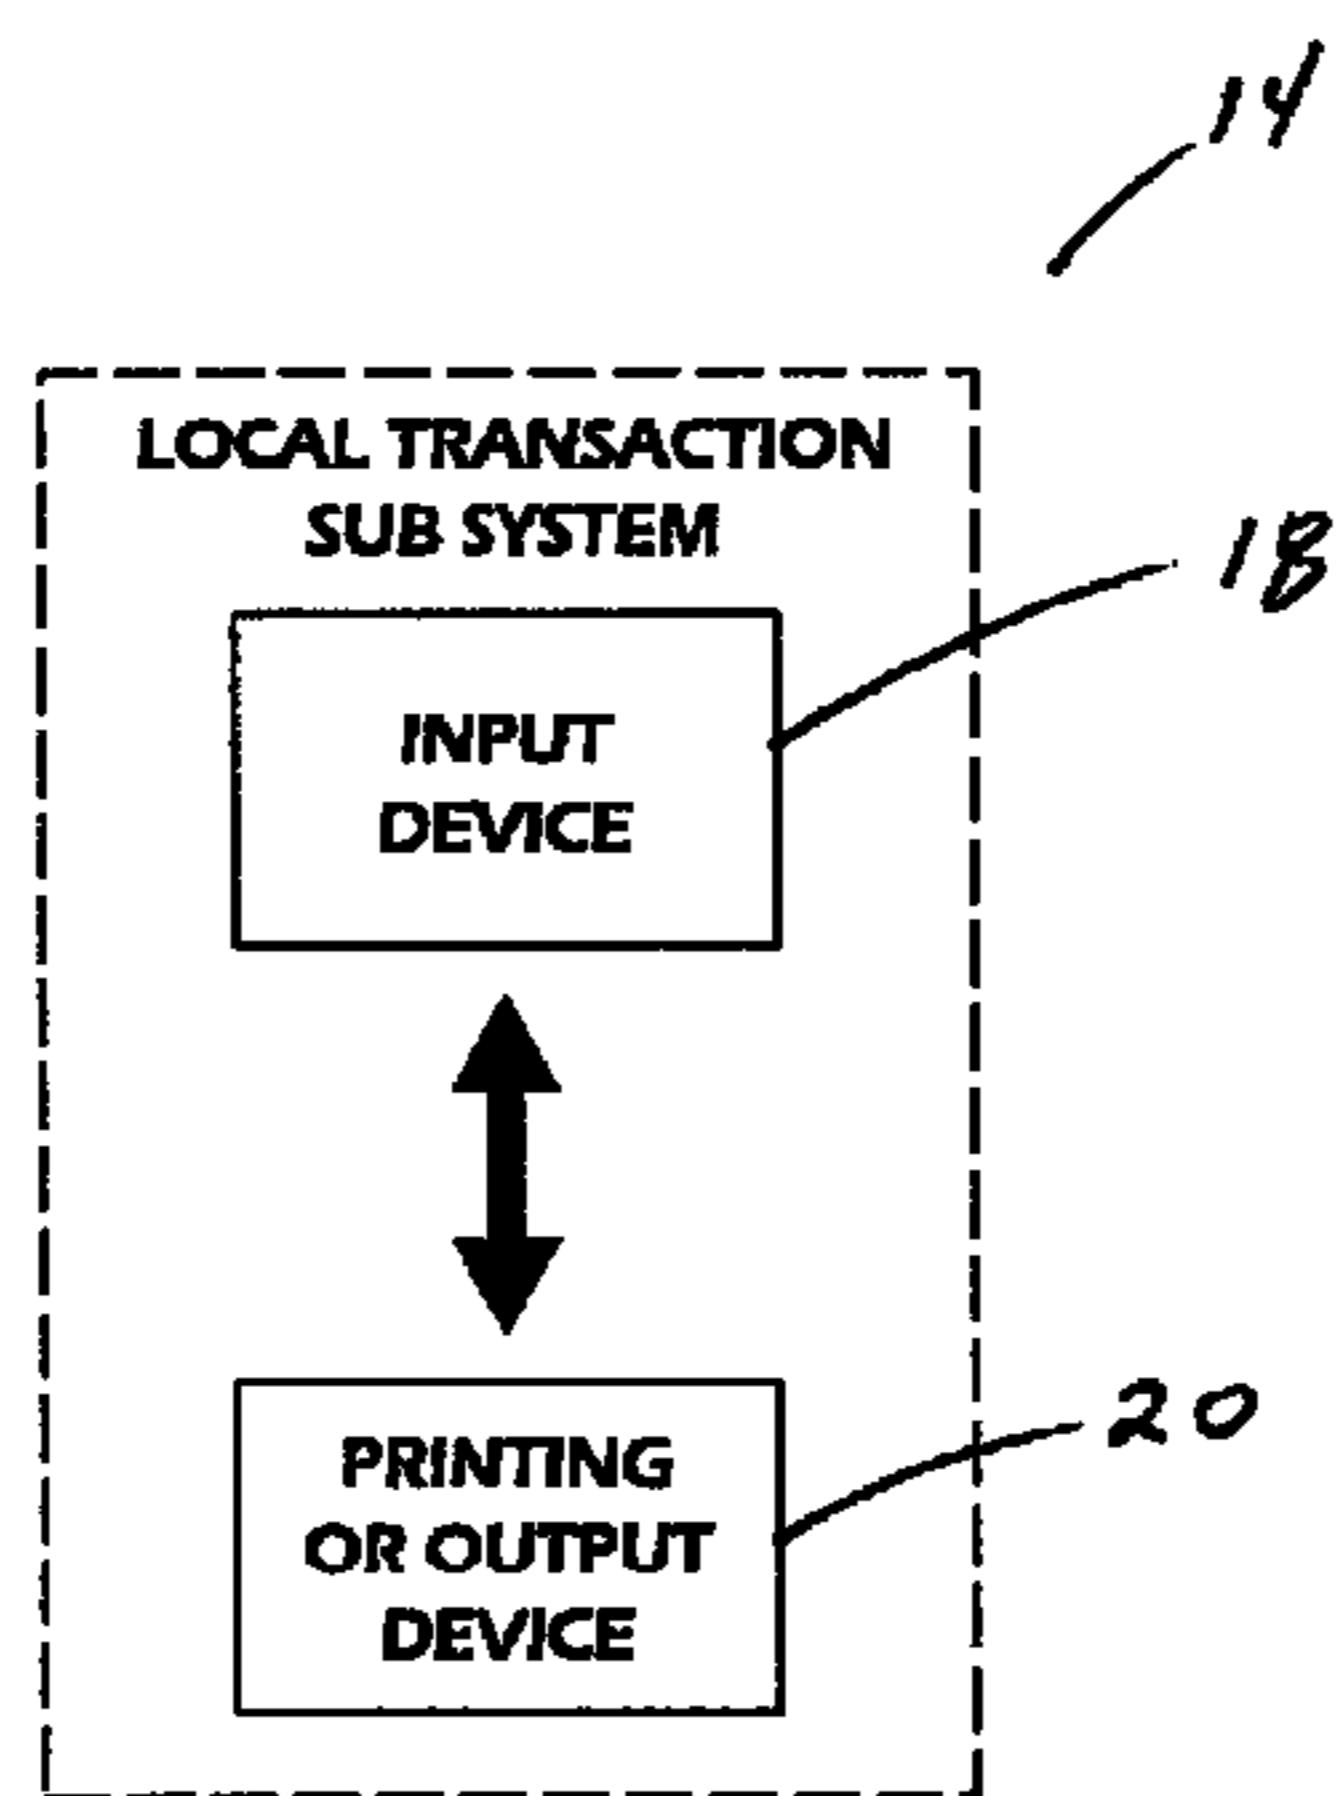 14
LOCAL TRANSACTION
SUB SYSTEM
18
INPUT
DEVICE
20
PRINTING
OR OUTPUT
DEVICE